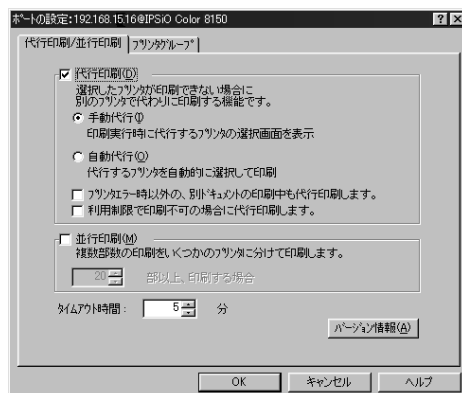 ポートの設定:192.168.15.16@IPSiO Color 8150
代行印刷/並行印刷
プリンタグループ
代行印刷(D)
選択したプリンタが印刷できない場合に
別のプリンタで代わりに印刷する機能です。
手動代行(I)
印刷実行時に代行するプリンタの選択画面を表示
自動代行(O)
代行するプリンタを自動的に選択して印刷
プリンタエラー時以外の、別ドキュメントの印刷中も代行印刷します。
利用制限で印刷不可の場合に代行印刷します。
並行印刷(M)
複数部数の印刷を、いくつかのプリンタに分けて印刷します。
20 部以上、印刷する場合
タイムアウト時間: 5 分
バージョン情報(A)
OK キャンセル ヘルプ